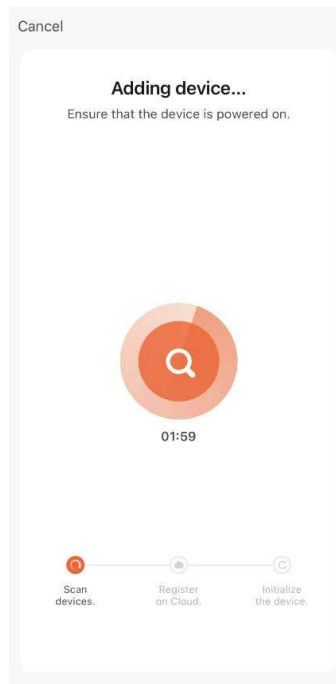 Cancel
Adding device...
Ensure that the device is powered on.
01:59
Scan
devices.
Register
on Cloud.
Initialize
the device.